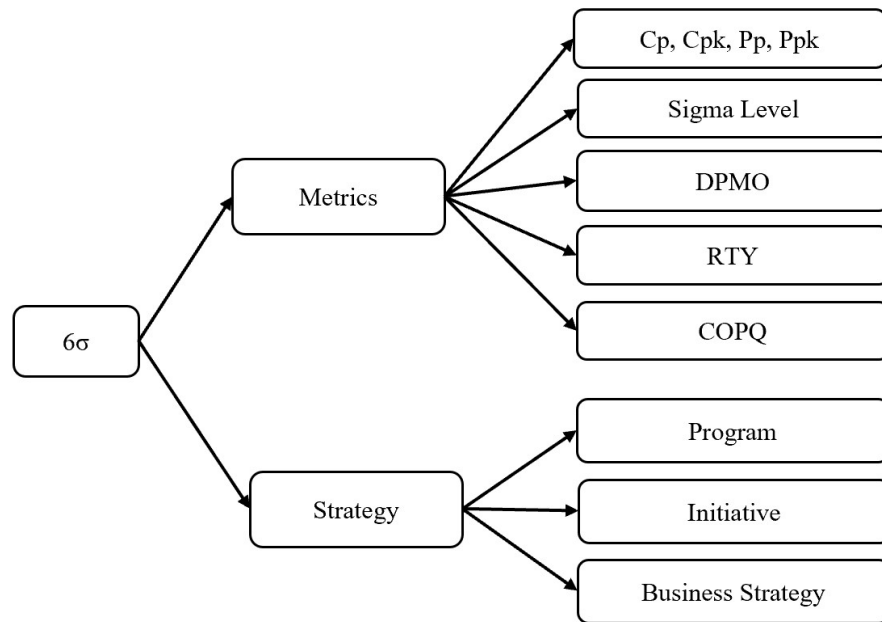 Cp, Cpk, Pp, Ppk
Sigma Level
Metrics
DPMO
RTY
6σ
COPQ
Program
Strategy
Initiative
Business Strategy